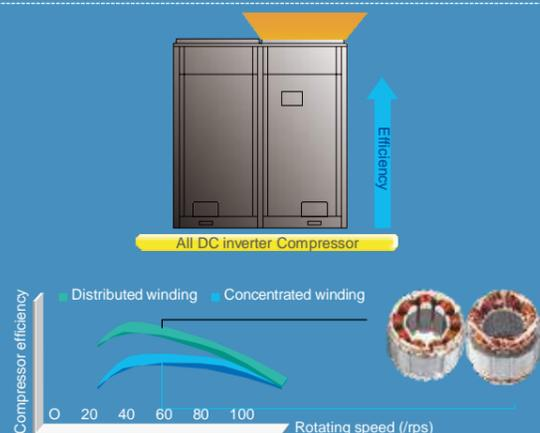 Efficiency
All DC inverter Compressor
Distributed winding
Concentrated winding
Compressor efficiency
O 20 40 60 80 100
Rotating speed (/rps)